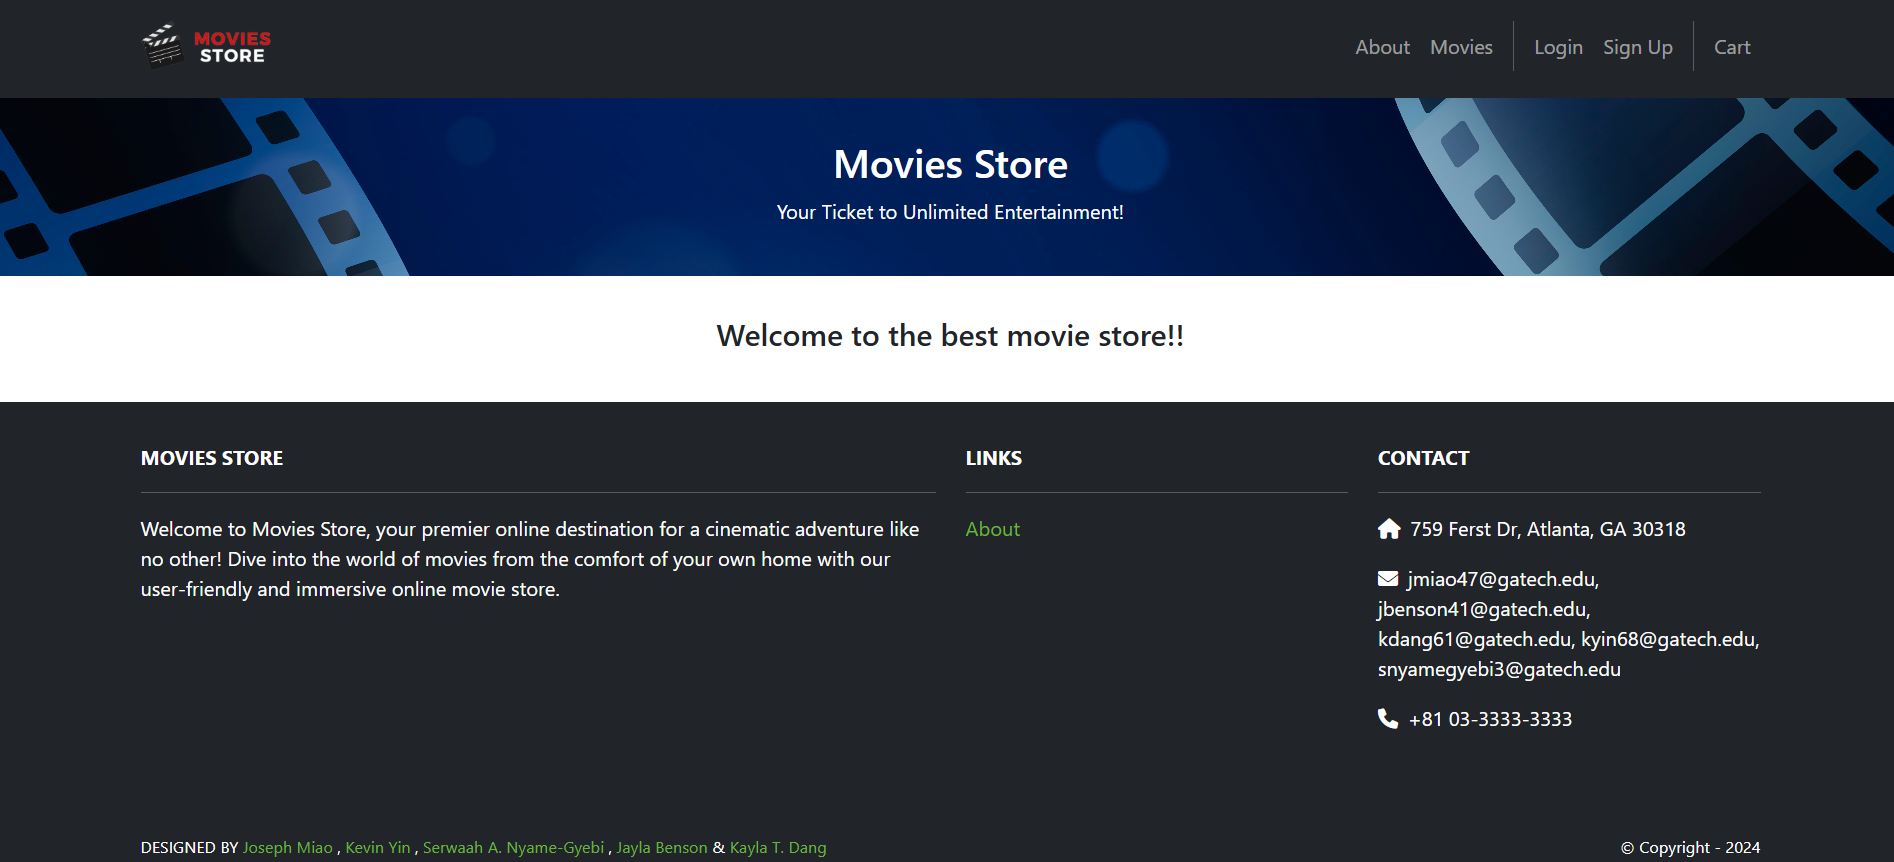 MOVIES
STORE
About Movies Login Sign Up Cart
Movies Store
Your Ticket to Unlimited Entertainment!
Welcome to the best movie store!!
MOVIES STORE
Welcome to Movies Store, your premier online destination for a cinematic adventure like
no other! Dive into the world of movies from the comfort of your own home with our
user-friendly and immersive online movie store.
LINKS
About
CONTACT
759 Ferst Dr, Atlanta, GA 30318
jmiao47@gatech.edu,
jbenson41@gatech.edu,
kdang61@gatech.edu, kyin68@gatech.edu,
snyamegyebi3@gatech.edu
+81 03-3333-3333
DESIGNED BY Joseph Miao , Kevin Yin , Serwaah A. Nyame-Gyebi , Jayla Benson & Kayla T. Dang
© Copyright - 2024